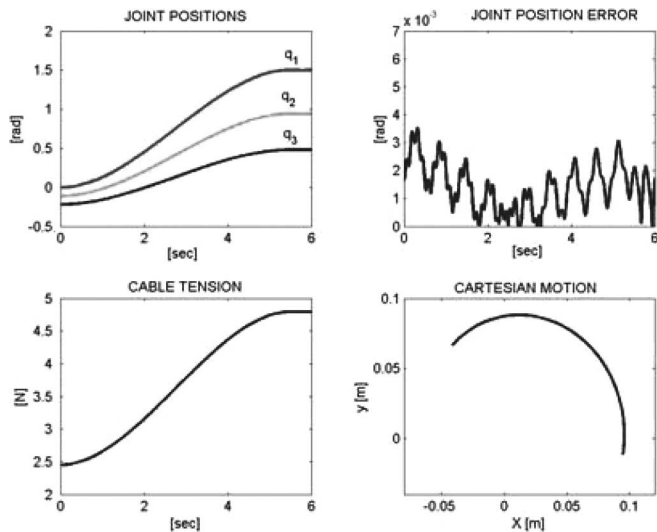 JOINT POSITIONS
1.5
1
0.5
0
-0.5
[rad]
q1
q2
q3
0 2 4 6
[sec]
JOINT POSITION ERROR
x 10-3
7
6
5
4
3
2
1
0
[rad]
0 2 4 6
[sec]
CABLE TENSION
5
4.5
4
3.5
3
2.5
2
[N]
0 2 4 6
[sec]
CARTESIAN MOTION
0.1
0.05
0
y [m]
-0.05 0 0.05 0.1
X [m]